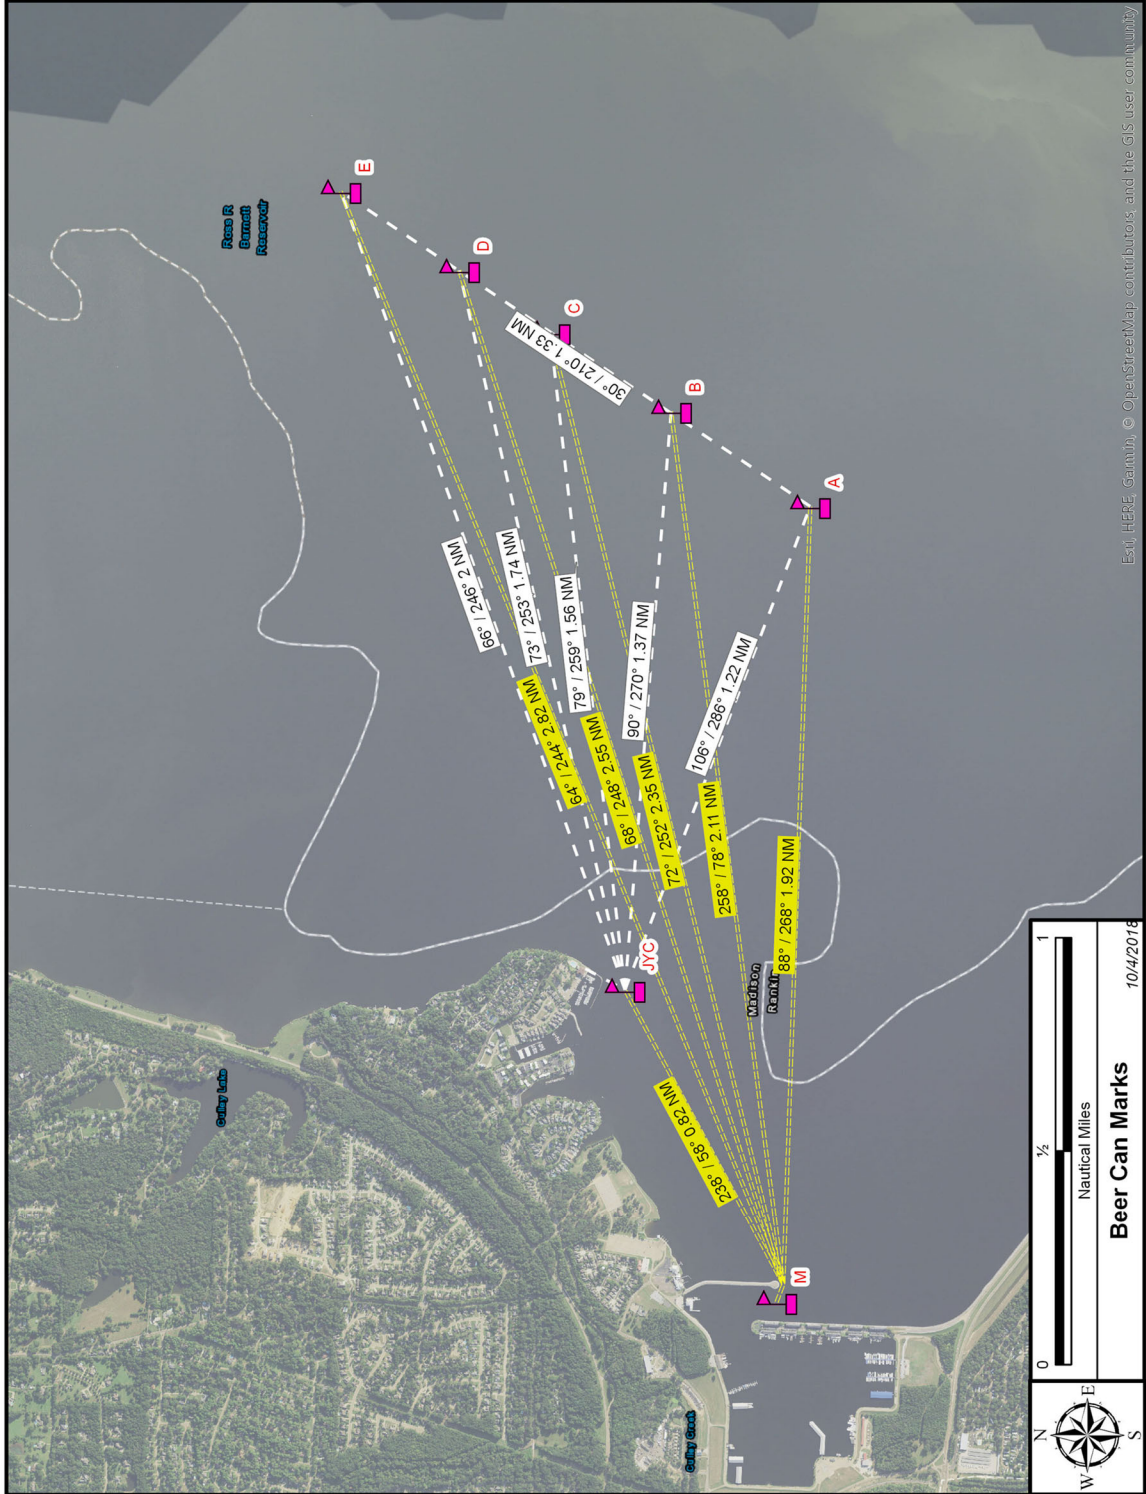 Ross R
Barnett
Reservoir
E
D
C
B
A
30° / 210° 1.33 NM
66° / 246° 2 NM
73° / 253° 1.74 NM
79° / 259° 1.56 NM
90° / 270° 1.37 NM
106° / 286° 1.22 NM
64° / 244° 2.82 NM
68° / 248° 2.55 NM
72° / 252° 2.35 NM
258° / 78° 2.11 NM
88° / 268° 1.92 NM
238° / 58° 0.82 NM
JYC
M
Madison
Culley Lake
Culley Creek
Esri, HERE, Garmin, © OpenStreetMap contributors, and the GIS user community
0
½
1
Nautical Miles
Beer Can Marks
10/4/2018
N
W
E
S